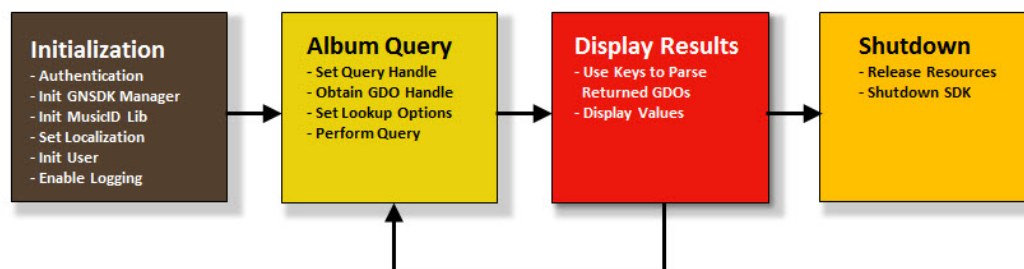 Initialization
- Authentication
- Init GNSDK Manager
- Init MusicID Lib
- Set Localization
- Init User
- Enable Logging
Album Query
- Set Query Handle
- Obtain GDO Handle
- Set Lookup Options
- Perform Query
Display Results
- Use Keys to Parse
Returned GDOs
- Display Values
Shutdown
- Release Resources
- Shutdown SDK